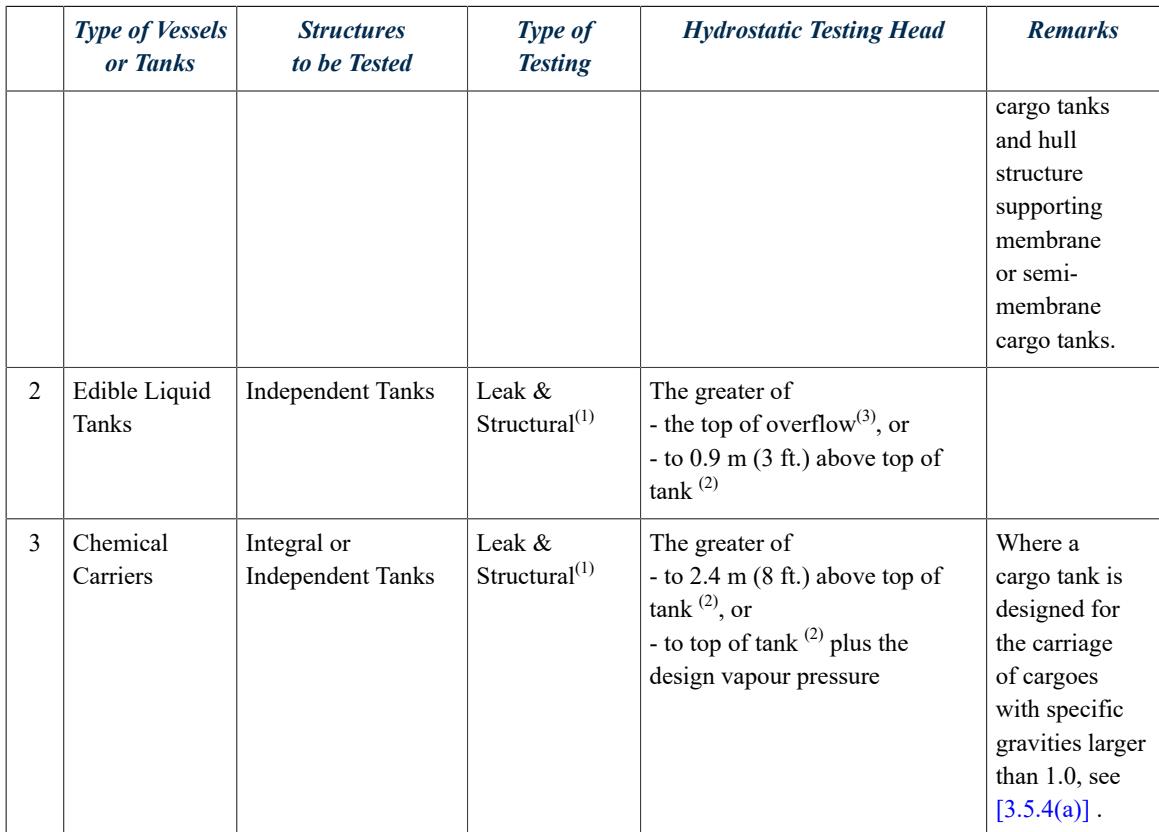 Type of Vessels
or Tanks
Structures
to be Tested
Type of
Testing
Hydrostatic Testing Head
Remarks
cargo tanks
and hull
structure
supporting
membrane
or semi-
membrane
cargo tanks.
2
Edible Liquid
Tanks
Independent Tanks
Leak &
Structural(1)
The greater of
- the top of overflow(3), or
- to 0.9 m (3 ft.) above top of
tank (2)
3
Chemical
Carriers
Integral or
Independent Tanks
Leak &
Structural(1)
The greater of
- to 2.4 m (8 ft.) above top of
tank (2), or
- to top of tank (2) plus the
design vapour pressure
Where a
cargo tank is
designed for
the carriage
of cargoes
with specific
gravities larger
than 1.0, see
[3.5.4(a)] .